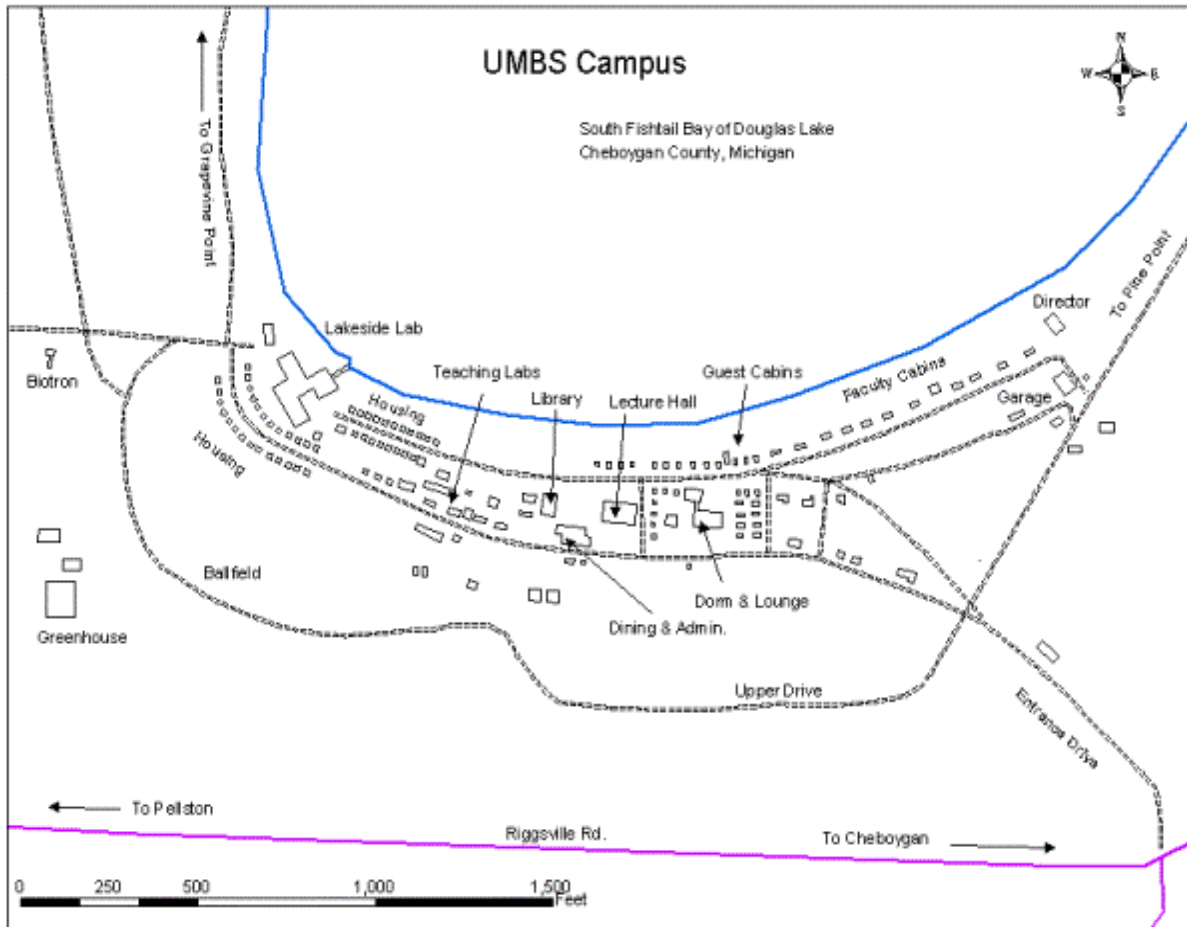 UMBS Campus
N
W
E
S
South Fishtail Bay of Douglas Lake
Cheboygan County, Michigan
To Grapevine Point
To Pine Point
Director
Lakeside Lab
Biotron
Teaching Labs
Guest Cabins
Faculty Cabins
Library
Lecture Hall
Garage
Housing
Housing
Ballfield
Dorm & Lounge
Dining & Admin.
Greenhouse
Upper Drive
Entrance Drive
To Pellston
Riggsville Rd.
To Cheboygan
0 250 500 1,000 1,500
Feet